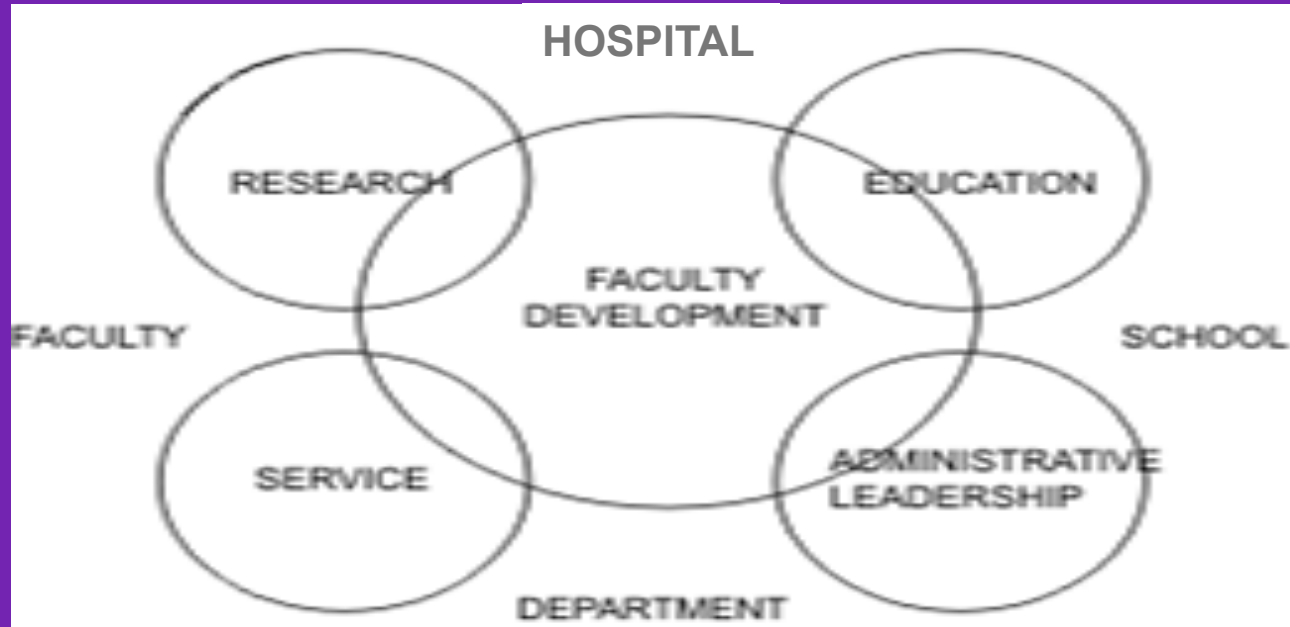 HOSPITAL
RESEARCH
EDUCATION
FACULTY
DEVELOPMENT
FACULTY
SCHOOL
SERVICE
ADMINISTRATIVE
LEADERSHIP
DEPARTMENT